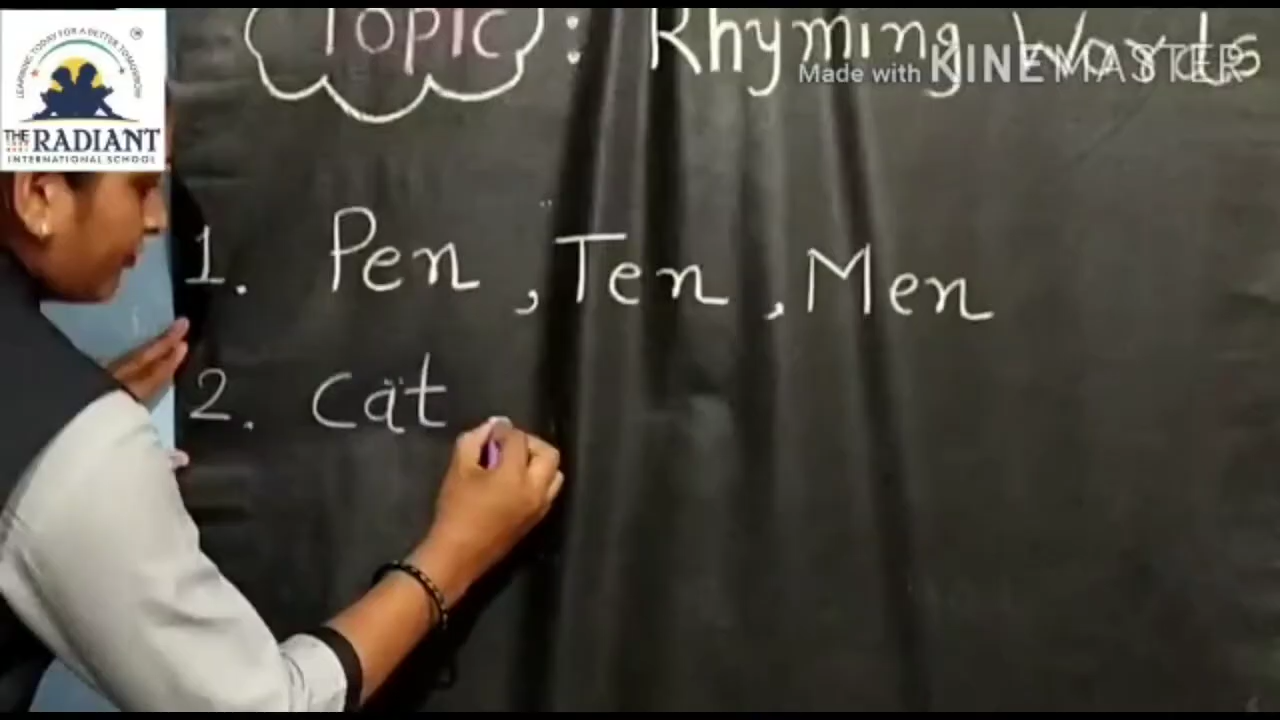 LEARNING TODAY FOR A BETTER TOMORROW
THE RADIANT
INTERNATIONAL SCHOOL
Topic : Rhyming Words
Made with KINEMASTER
1. Pen , Ten , Men
2. Cat